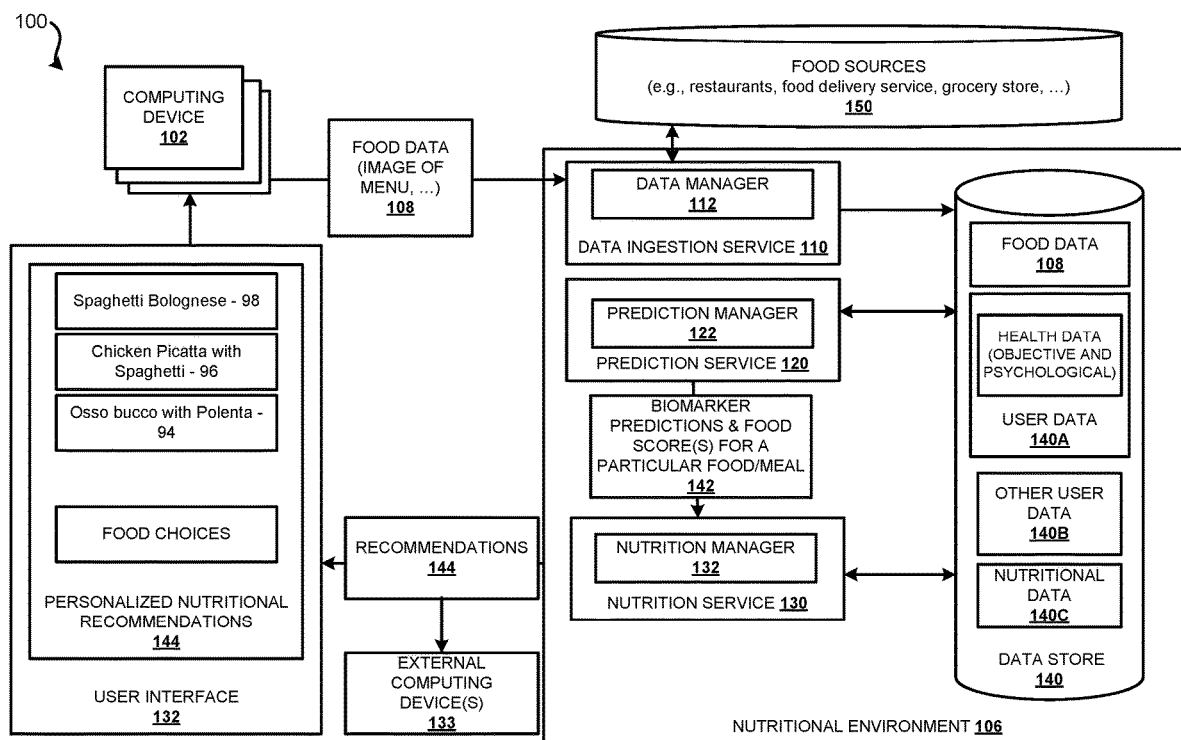 100
COMPUTING
DEVICE
102
FOOD DATA
(IMAGE OF
MENU, ...)
108
FOOD SOURCES
(e.g., restaurants, food delivery service, grocery store, ...)
150
DATA MANAGER
112
DATA INGESTION SERVICE 110
PREDICTION MANAGER
122
PREDICTION SERVICE 120
BIOMARKER
PREDICTIONS & FOOD
SCORE(S) FOR A
PARTICULAR FOOD/MEAL
142
NUTRITION MANAGER
132
NUTRITION SERVICE 130
FOOD DATA
108
HEALTH DATA
(OBJECTIVE AND
PSYCHOLOGICAL)
USER DATA
140A
OTHER USER
DATA
140B
NUTRITIONAL
DATA
140C
DATA STORE
140
NUTRITIONAL ENVIRONMENT 106
Spaghetti Bolognese - 98
Chicken Picatta with
Spaghetti - 96
Osso bucco with Polenta -
94
FOOD CHOICES
PERSONALIZED NUTRITIONAL
RECOMMENDATIONS
144
USER INTERFACE
132
RECOMMENDATIONS
144
EXTERNAL
COMPUTING
DEVICE(S)
133